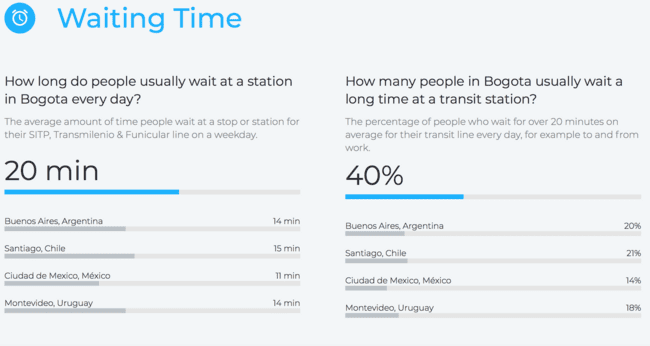 Waiting Time
How long do people usually wait at a station
in Bogota every day?
The average amount of time people wait at a stop or station for
their SITP, Transmilenio & Funicular line on a weekday.
20 min
Buenos Aires, Argentina 14 min
Santiago, Chile 15 min
Ciudad de Mexico, México 11 min
Montevideo, Uruguay 14 min
How many people in Bogota usually wait a
long time at a transit station?
The percentage of people who wait for over 20 minutes on
average for their transit line every day, for example to and from
work.
40%
Buenos Aires, Argentina 20%
Santiago, Chile 21%
Ciudad de Mexico, México 14%
Montevideo, Uruguay 18%